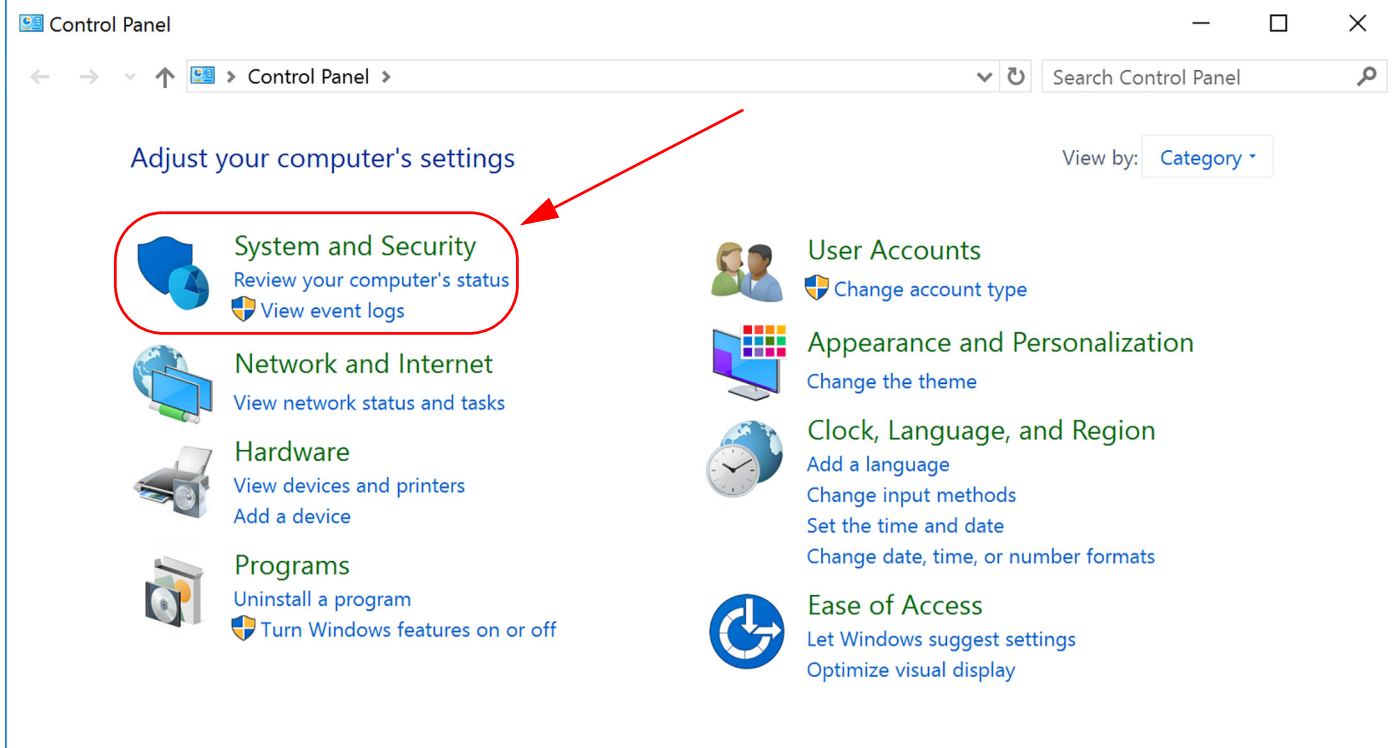 Control Panel
Control Panel
Search Control Panel
Adjust your computer's settings
View by: Category
System and Security
Review your computer's status
View event logs
Network and Internet
View network status and tasks
Hardware
View devices and printers
Add a device
Programs
Uninstall a program
Turn Windows features on or off
User Accounts
Change account type
Appearance and Personalization
Change the theme
Clock, Language, and Region
Add a language
Change input methods
Set the time and date
Change date, time, or number formats
Ease of Access
Let Windows suggest settings
Optimize visual display